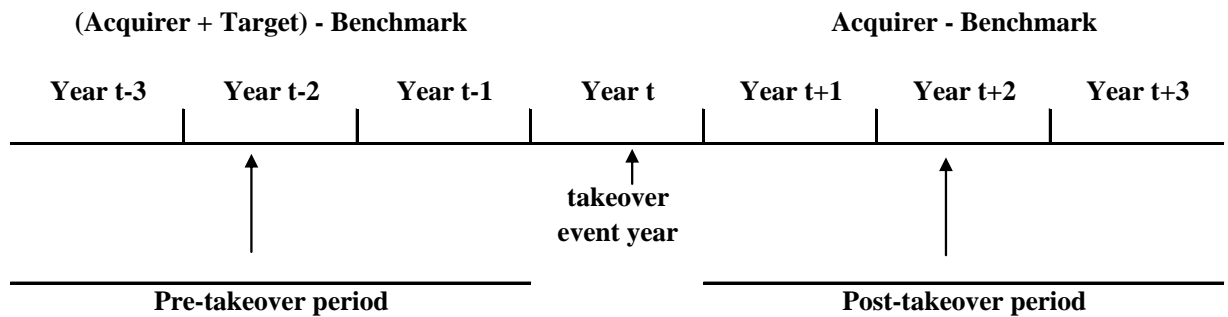 (Acquirer + Target) - Benchmark Acquirer - Benchmark
Year t-3 Year t-2 Year t-1 Year t Year t+1 Year t+2 Year t+3
takeover
event year
Pre-takeover period Post-takeover period